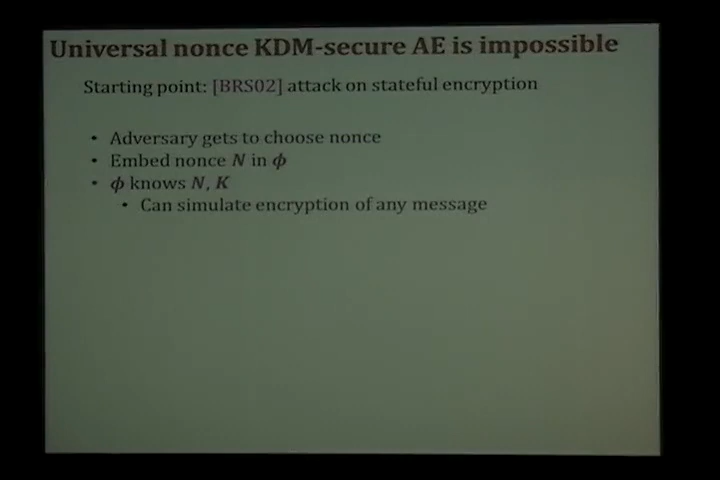 Universal nonce KDM-secure AE is impossible
Starting point: [BRS02] attack on stateful encryption
• Adversary gets to choose nonce
• Embed nonce N in ϕ
• ϕ knows N, K
• Can simulate encryption of any message